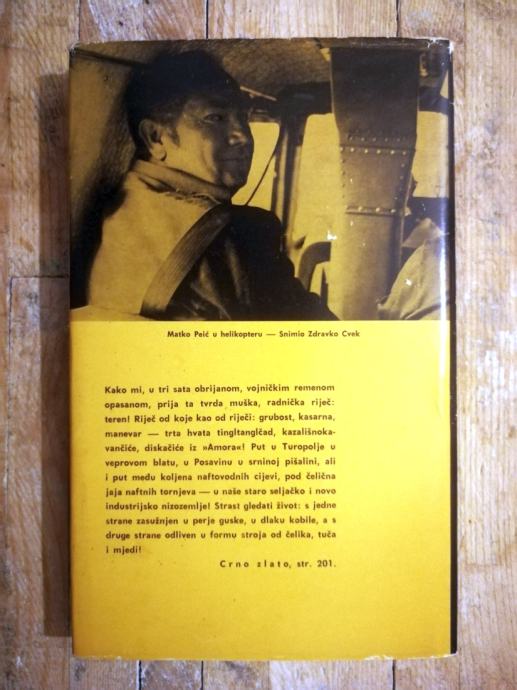 Matko Peić u helikopteru — Snimio Zdravko Cvek
Kako mi, u tri sata obrijanom, vojničkim remenom
opasanom, prija ta tvrda muška, radnička riječ:
teren! Riječ od koje kao od riječi: grubost, kasarna,
manevar — trta hvata tingltanglčad, kazališnoka-
vančiće, diskačiće iz »Amora«! Put u Turopolje u
veprovom blatu, u Posavinu u srninoj pišalini, ali
i put među koljena naftovodnih cijevi, pod čelična
jaja naftnih tornjeva — u naše staro seljačko i novo
industrijsko nizozemlje! Strast gledati život: s jedne
strane zasužnjen u perje guske, u dlaku kobile, a s
druge strane odliven u formu stroja od čelika, tuča
i mjedi!
Crno zlato, str. 201.